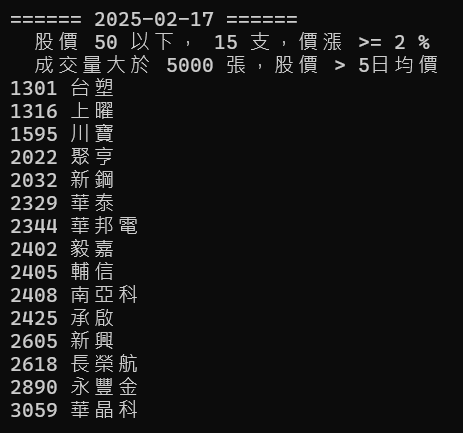 ====== 2025-02-17 ======
股價 50 以下, 15 支,價漲 >= 2 %
成交量大於 5000 張,股價 > 5日均價
1301 台塑
1316 上曜
1595 川寶
2022 聚亨
2032 新鋼
2329 華泰
2344 華邦電
2402 毅嘉
2405 輔信
2408 南亞科
2425 承啟
2605 新興
2618 長榮航
2890 永豐金
3059 華晶科